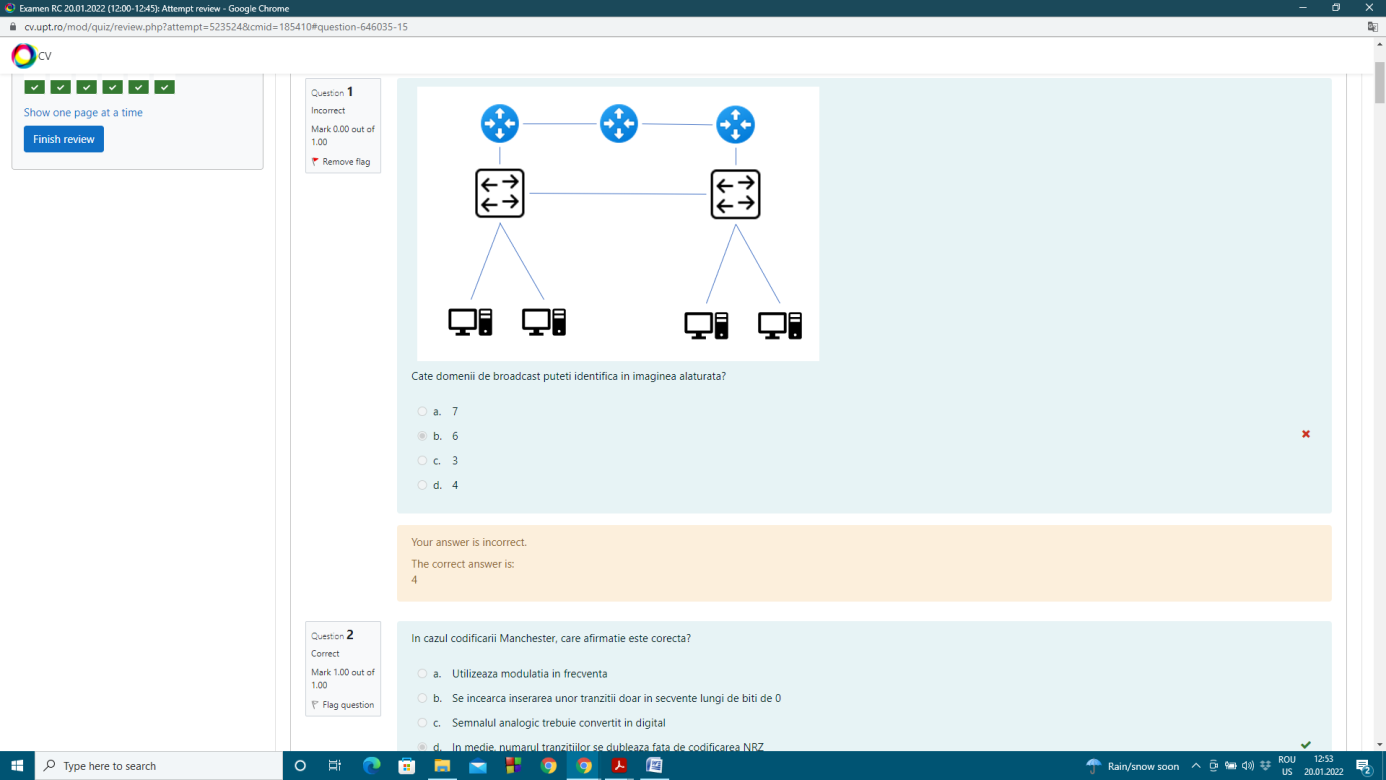 Examen RC 20.01.2022 (12:00-12:45): Attempt review - Google Chrome
cv.upt.ro/mod/quiz/review.php?attempt=523524&cmid=185410#question-646035-15
CV
Show one page at a time
Finish review
Question 1
Incorrect
Mark 0.00 out of
1.00
Remove flag
Cate domenii de broadcast puteti identifica in imaginea alaturata?
a. 7
b. 6
c. 3
d. 4
Your answer is incorrect.
The correct answer is:
4
Question 2
Correct
Mark 1.00 out of
1.00
Flag question
In cazul codificarii Manchester, care afirmatie este corecta?
a. Utilizeaza modulatia in frecventa
b. Se incearca inserarea unor tranzitii doar in secvente lungi de biti de 0
c. Semnalul analogic trebuie convertit in digital
d. In medie, numarul tranzitiilor se dubleaza fata de codificarea NRZ
Type here to search
Rain/snow soon
ROU
US
12:53
20.01.2022
2